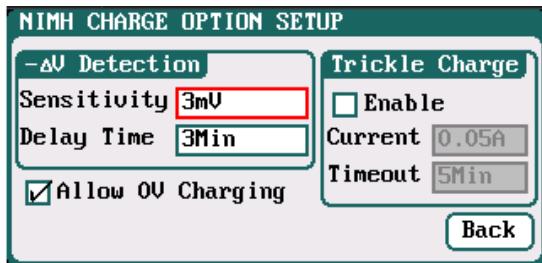 NIMH CHARGE OPTION SETUP
-ΔV Detection
Sensitivity 3mV
Delay Time 3Min
Allow 0V Charging
Trickle Charge
Enable
Current 0.05A
Timeout 5Min
Back